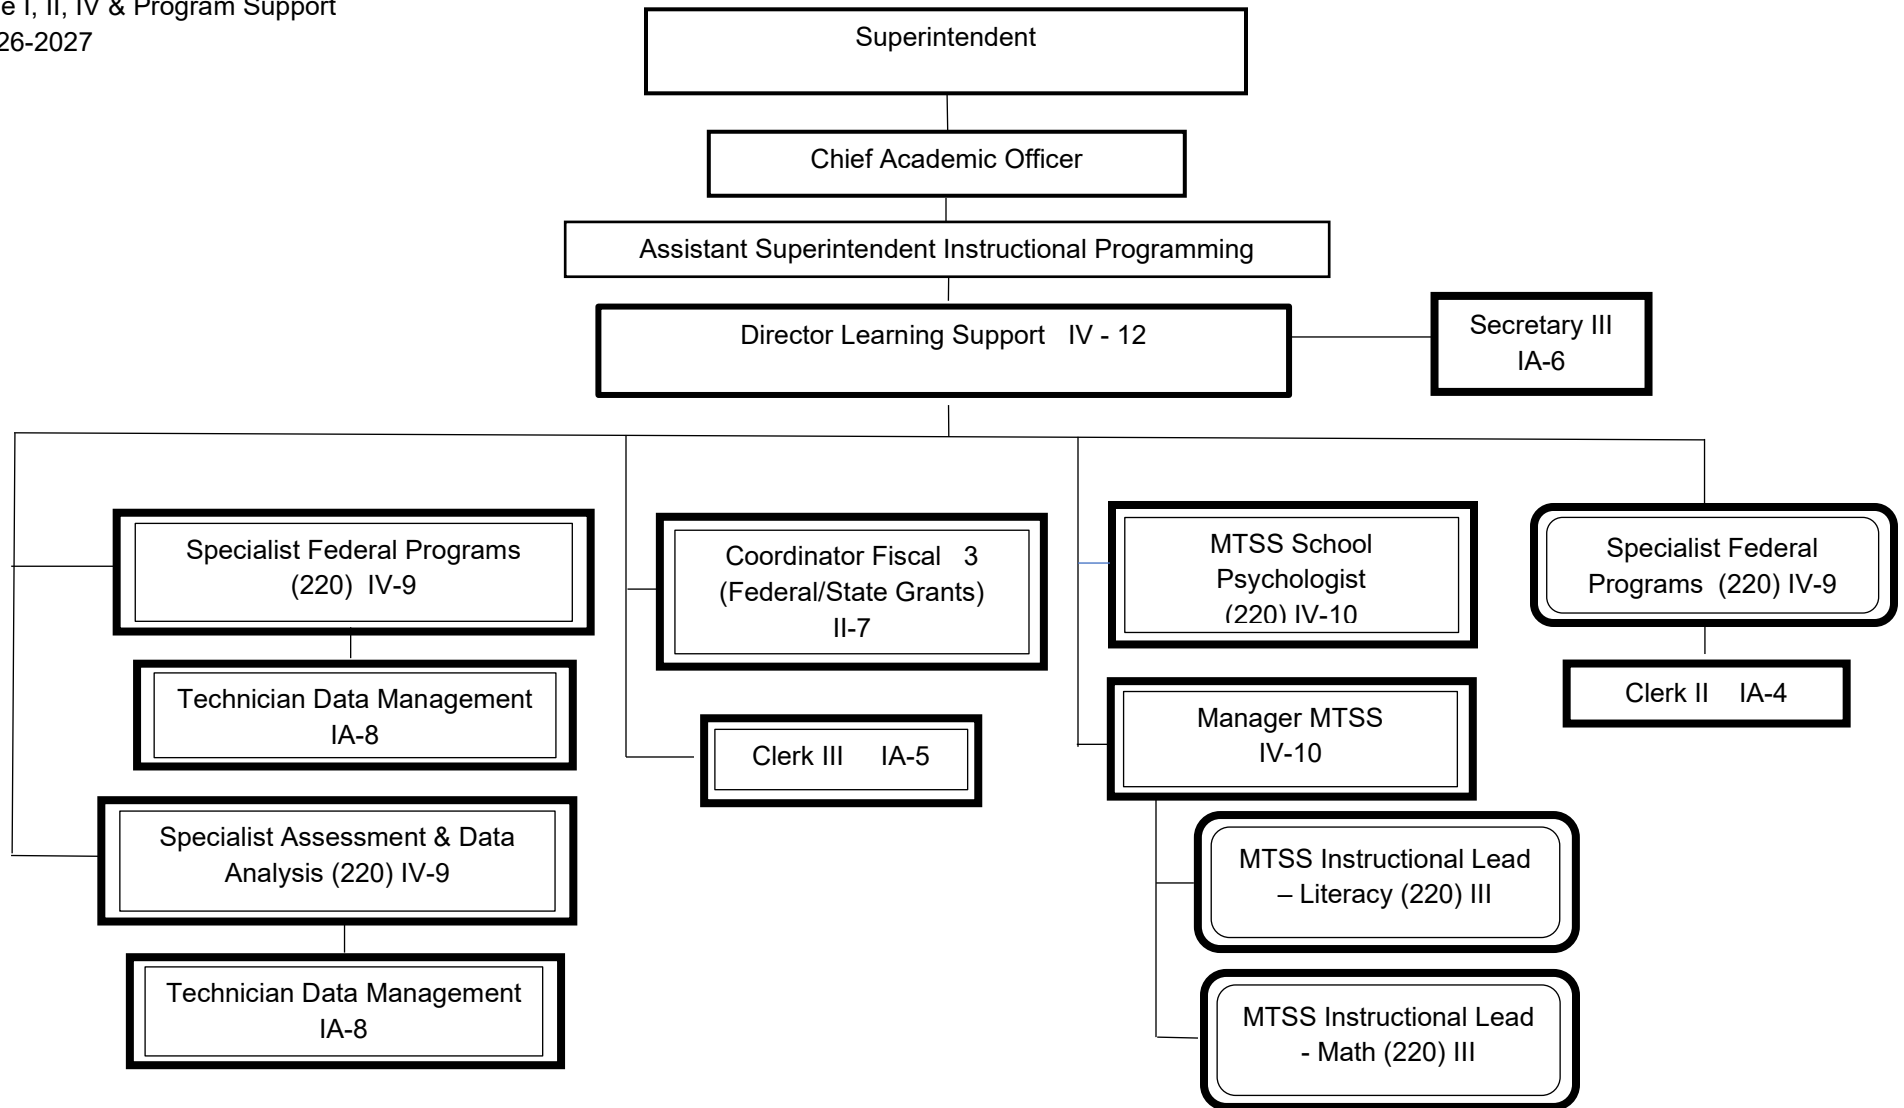 e I, II, IV & Program Support
26-2027
Superintendent
Chief Academic Officer
Assistant Superintendent Instructional Programming
Director Learning Support IV - 12
Secretary III
IA-6
Specialist Federal Programs
(220) IV-9
Technician Data Management
IA-8
Specialist Assessment & Data
Analysis (220) IV-9
Technician Data Management
IA-8
Coordinator Fiscal 3
(Federal/State Grants)
II-7
Clerk III IA-5
MTSS School
Psychologist
(220) IV-10
Manager MTSS
IV-10
MTSS Instructional Lead
– Literacy (220) III
MTSS Instructional Lead
- Math (220) III
Specialist Federal
Programs (220) IV-9
Clerk II IA-4